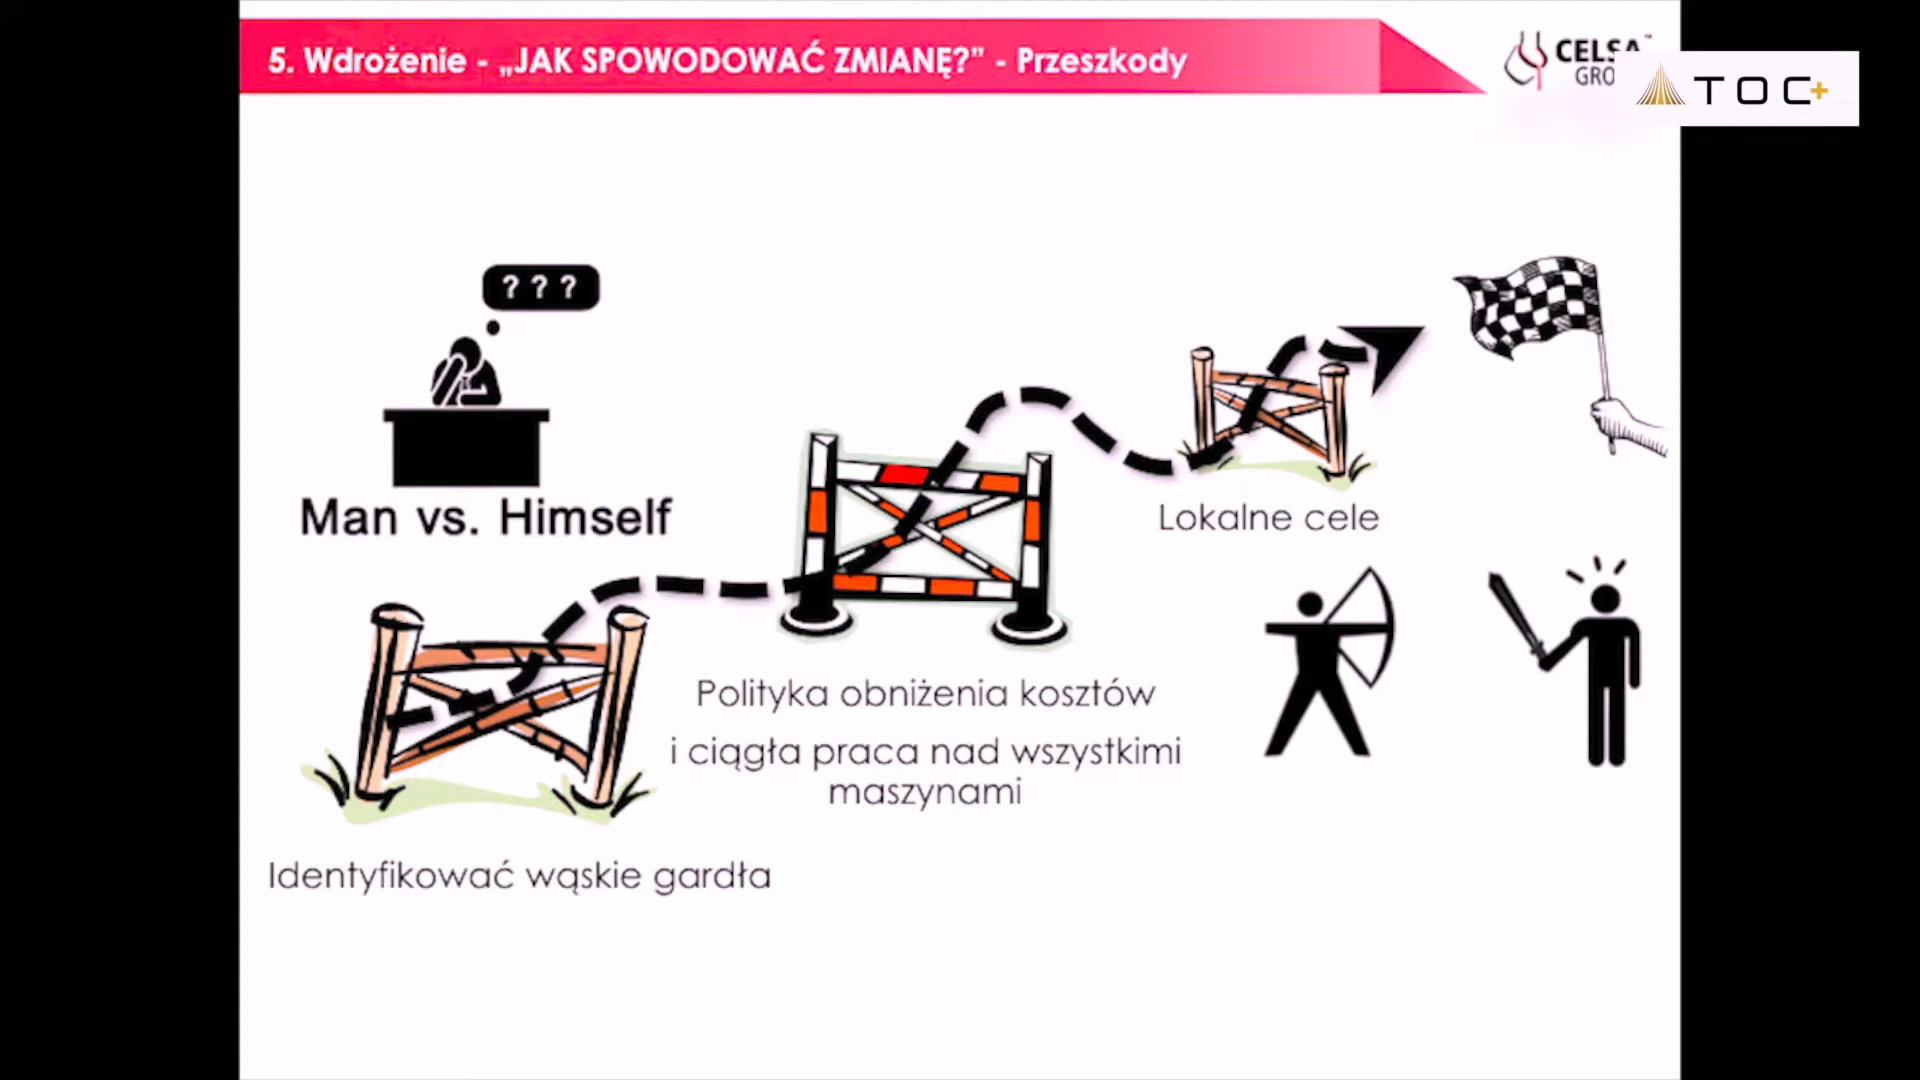 5. Wdrożenie - „JAK SPOWODOWAĆ ZMIANĘ?” - Przeszkody
TOC+
? ? ?
Man vs. Himself
Lokalne cele
Polityka obniżenia kosztów
i ciągła praca nad wszystkimi
maszynami
Identyfikować wąskie gardła